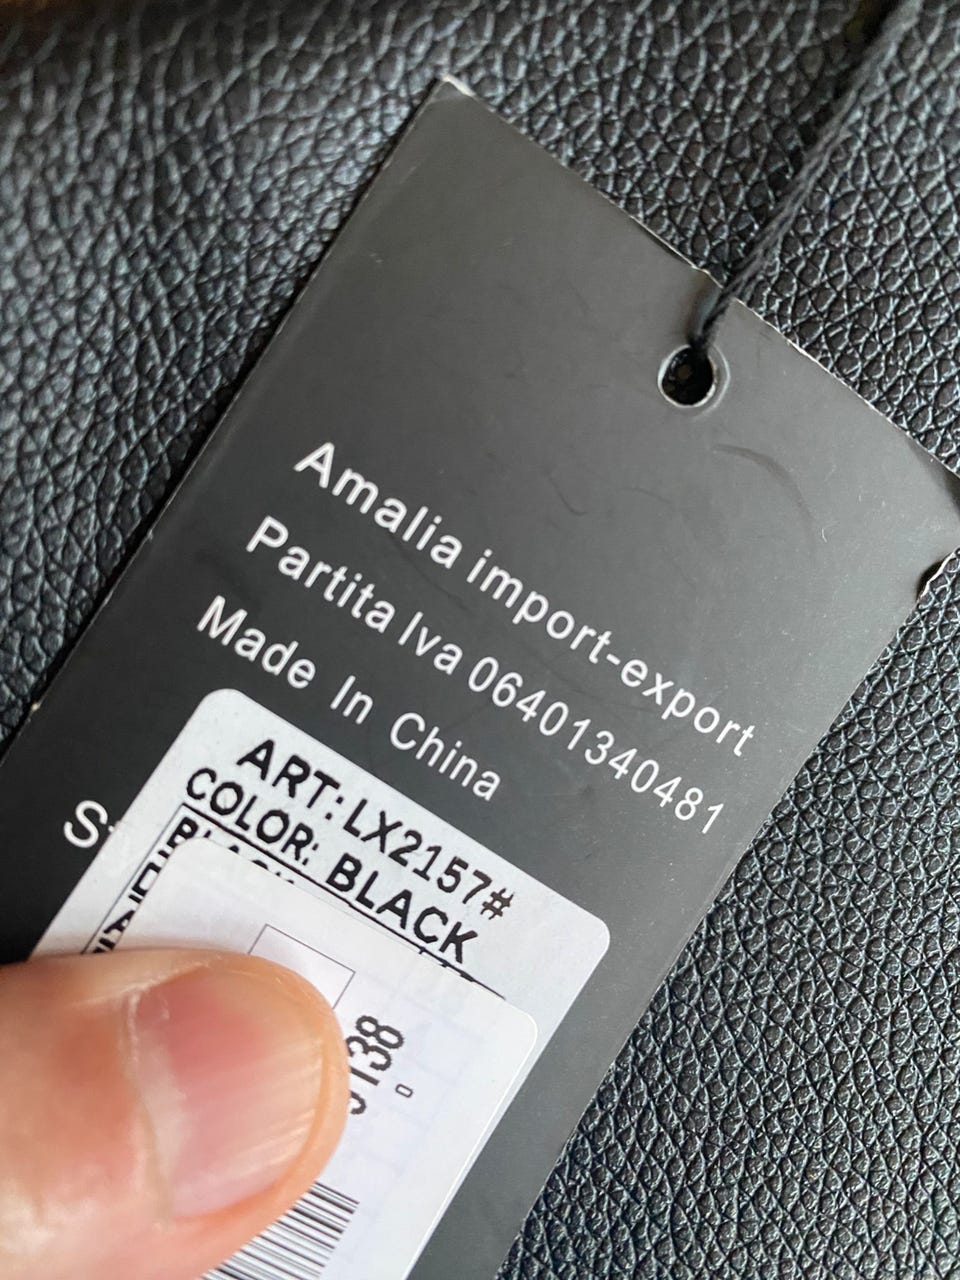 Amalia import-export
Partita Iva 06401340481
Made In China
ART: LX2157#
COLOR: BLACK